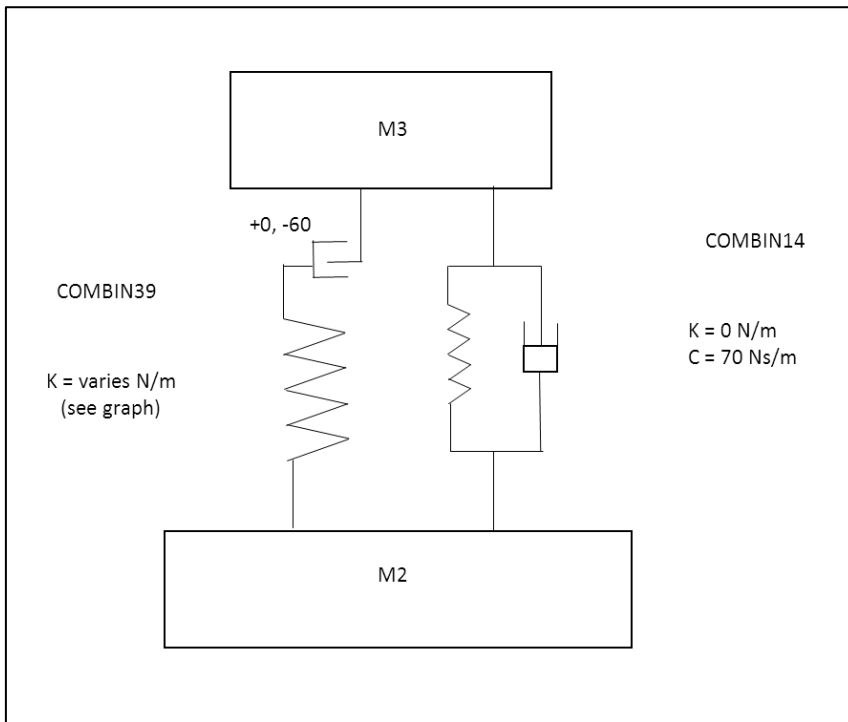 M3
+0, -60
COMBIN14
COMBIN39
K = 0 N/m
C = 70 Ns/m
K = varies N/m
(see graph)
M2